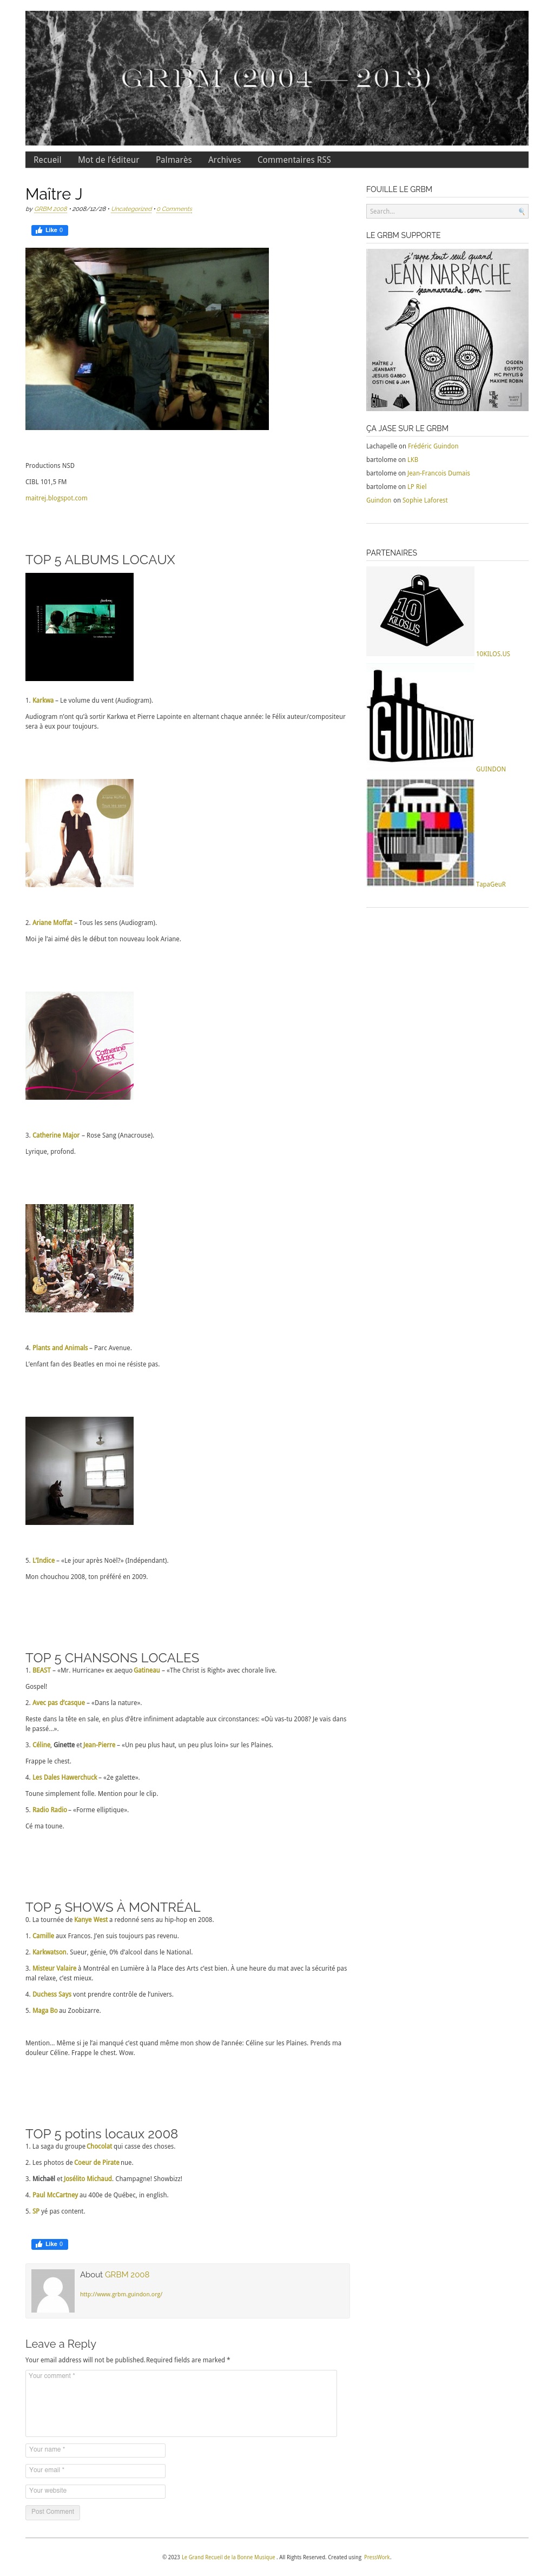 GRBM (2004 — 2013)
Recueil Mot de l'éditeur Palmarès Archives Commentaires RSS
Maître J
by GRBM 2008 • 2008/12/28 • Uncategorized • 0 Comments
Like 0
Productions NSD
CIBL 101,5 FM
maitrej.blogspot.com
TOP 5 ALBUMS LOCAUX
1. Karkwa – Le volume du vent (Audiogram).
Audiogram n'ont qu'à sortir Karkwa et Pierre Lapointe en alternant chaque année: le Félix auteur/compositeur
sera à eux pour toujours.
2. Ariane Moffat – Tous les sens (Audiogram).
Moi je l'ai aimé dès le début ton nouveau look Ariane.
Catherine
Major
3. Catherine Major – Rose Sang (Anacrouse).
Lyrique, profond.
4. Plants and Animals – Parc Avenue.
L'enfant fan des Beatles en moi ne résiste pas.
5. L'Indice – «Le jour après Noël?» (Indépendant).
Mon chouchou 2008, ton préféré en 2009.
TOP 5 CHANSONS LOCALES
1. BEAST – «Mr. Hurricane» ex aequo Gatineau – «The Christ is Right» avec chorale live.
Gospel!
2. Avec pas d'casque – «Dans la nature».
Reste dans la tête en sale, en plus d'être infiniment adaptable aux circonstances: «Où vas-tu 2008? Je vais dans
le passé…».
3. Céline, Ginette et Jean-Pierre – «Un peu plus haut, un peu plus loin» sur les Plaines.
Frappe le chest.
4. Les Dales Hawerchuck – «2e galette».
Toune simplement folle. Mention pour le clip.
5. Radio Radio – «Forme elliptique».
Cé ma toune.
TOP 5 SHOWS À MONTRÉAL
0. La tournée de Kanye West a redonné sens au hip-hop en 2008.
1. Camille aux Francos. J'en suis toujours pas revenu.
2. Karkwatson. Sueur, génie, 0% d'alcool dans le National.
3. Misteur Valaire à Montréal en Lumière à la Place des Arts c'est bien. À une heure du mat avec la sécurité pas
mal relaxe, c'est mieux.
4. Duchess Says vont prendre contrôle de l'univers.
5. Maga Bo au Zoobizarre.
Mention… Même si je l'ai manqué c'est quand même mon show de l'année: Céline sur les Plaines. Prends ma
douleur Céline. Frappe le chest. Wow.
TOP 5 potins locaux 2008
1. La saga du groupe Chocolat qui casse des choses.
2. Les photos de Coeur de Pirate nue.
3. Michaël et Josélito Michaud. Champagne! Showbizz!
4. Paul McCartney au 400e de Québec, in english.
5. SP yé pas content.
Like 0
About GRBM 2008
http://www.grbm.guindon.org/
Leave a Reply
Your email address will not be published. Required fields are marked *
Your comment *
Your name *
Your email *
Your website
Post Comment
FOUILLE LE GRBM
Search...
LE GRBM SUPPORTE
j'rappe tout seul quand
JEAN NARRACHE
jeannarrache.com
MAÎTRE J
JEANBART
JESUIS GABBO
OSTI ONE & JAM
OGDEN
EGYPTO
MC PHYLIS &
MAXIME ROBIN
ÇA JASE SUR LE GRBM
Lachapelle on Frédéric Guindon
bartolome on LKB
bartolome on Jean-Francois Dumais
bartolome on LP Riel
Guindon on Sophie Laforest
PARTENAIRES
10
KILOS.US
10KILOS.US
GUINDON
GUINDON
TapaGeuR
© 2023 Le Grand Recueil de la Bonne Musique . All Rights Reserved. Created using PressWork.